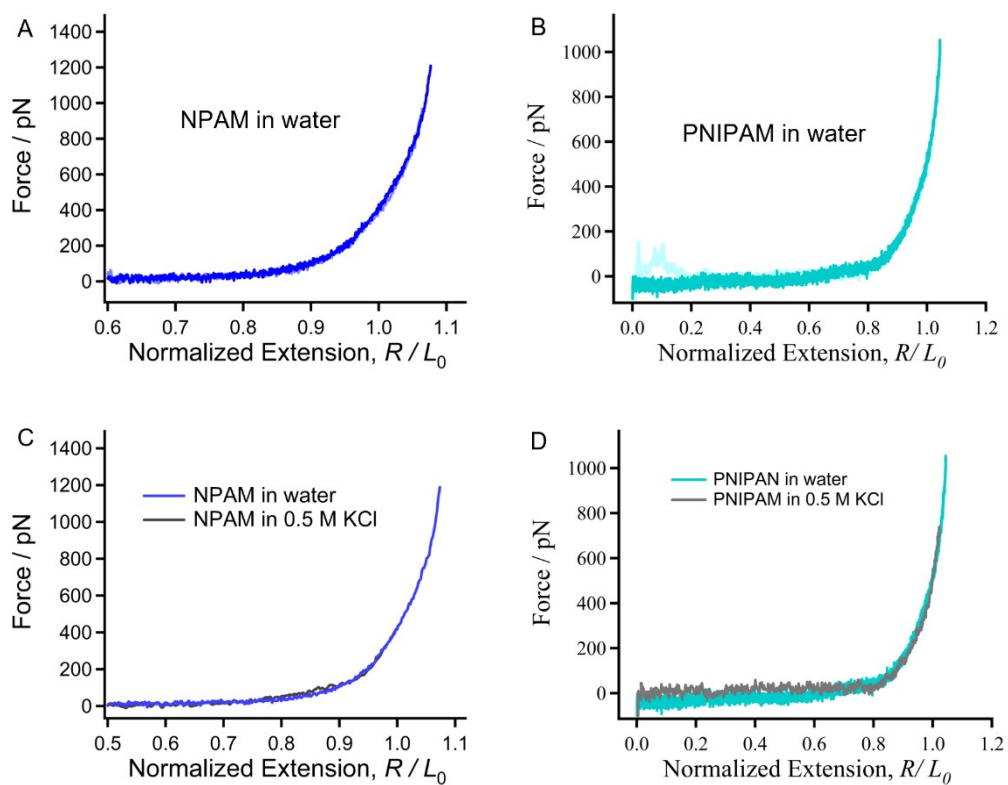 A
1400
1200
1000
800
600
400
200
0
Force / pN
NPAM in water
0.6 0.7 0.8 0.9 1.0 1.1
Normalized Extension, R / L0
B
1000
800
600
400
200
0
Force / pN
PNIPAM in water
0.0 0.2 0.4 0.6 0.8 1.0 1.2
Normalized Extension, R/ L0
C
1400
1200
1000
800
600
400
200
0
Force / pN
NPAM in water
NPAM in 0.5 M KCl
0.5 0.6 0.7 0.8 0.9 1.0 1.1
Normalized Extension, R / L0
D
1000
800
600
400
200
0
Force / pN
PNIPAN in water
PNIPAM in 0.5 M KCl
0.0 0.2 0.4 0.6 0.8 1.0 1.2
Normalized Extension, R/ L0